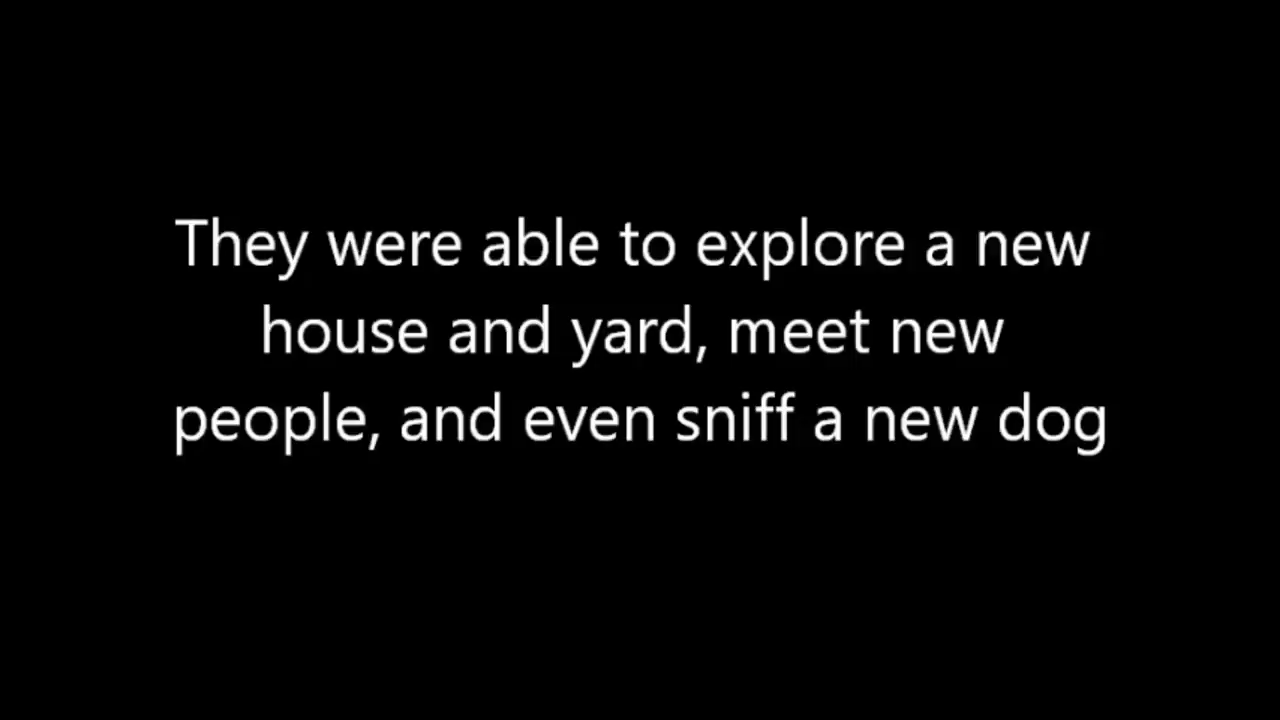 They were able to explore a new
house and yard, meet new
people, and even sniff a new dog